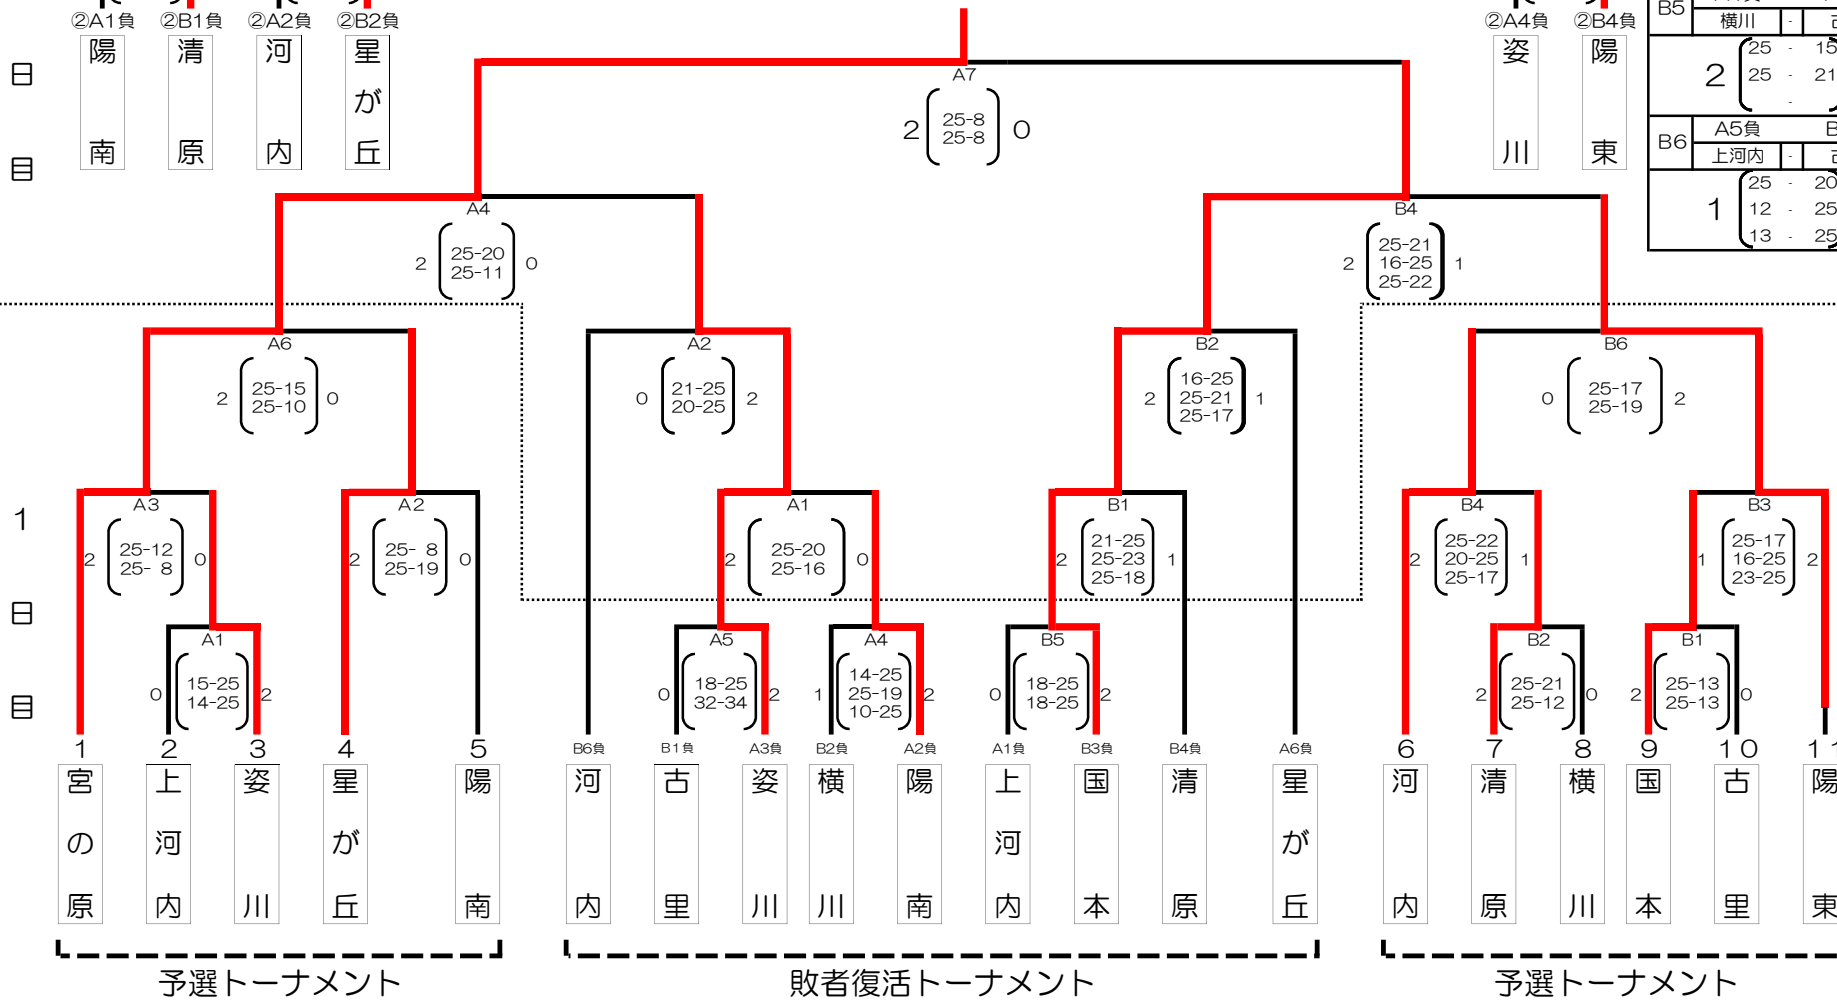 ②A1負 ②B1負 ②A2負 ②B2負
陽南 清原 河内 星が丘
②A4負 ②B4負
姿川 陽東
B5
横川 -
2 25 - 15
25 - 21
-
B6 A5負
上河内 -
1 25 - 20
12 - 25
13 - 25
日目
A7
2 25-8 0
25-8
A4
2 25-20 0
25-11
B4
2 25-21 1
16-25
25-22
A6
2 25-15 0
25-10
A2
0 21-25 2
20-25
B2
2 16-25 1
25-21
25-17
B6
0 25-17 2
25-19
1日目
A3
2 25-12 0
25- 8
A2
2 25- 8 0
25-19
A1
2 25-20 0
25-16
B1
2 21-25 1
25-23
25-18
B4
2 25-22 1
20-25
25-17
B3
1 25-17 2
16-25
23-25
A1
0 15-25 2
14-25
A5
0 18-25 2
32-34
A4
1 14-25 2
25-19
10-25
B5
0 18-25 2
18-25
B2
2 25-21 0
25-12
B1
2 25-13 0
25-13
1 2 3 4 5 B6負 B1負 A3負 B2負 A2負 A1負 B3負 B4負 A6負 6 7 8 9 10 11
宮の原 上河内 姿川 星が丘 陽南 河内 古里 姿川 横川 陽南 上河内 国本 清原 星が丘 河内 清原 横川 国本 古里 陽東
予選トーナメント 敗者復活トーナメント 予選トーナメント